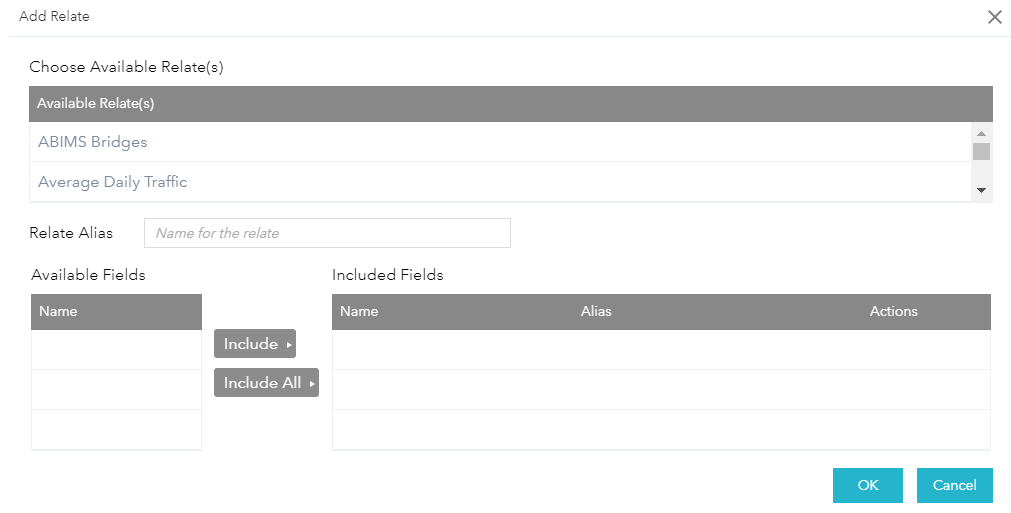 Add Relate
Choose Available Relate(s)
Available Relate(s)
ABIMS Bridges
Average Daily Traffic
Relate Alias Name for the relate
Available Fields Included Fields
Name Name Alias Actions
Include
Include All
OK Cancel